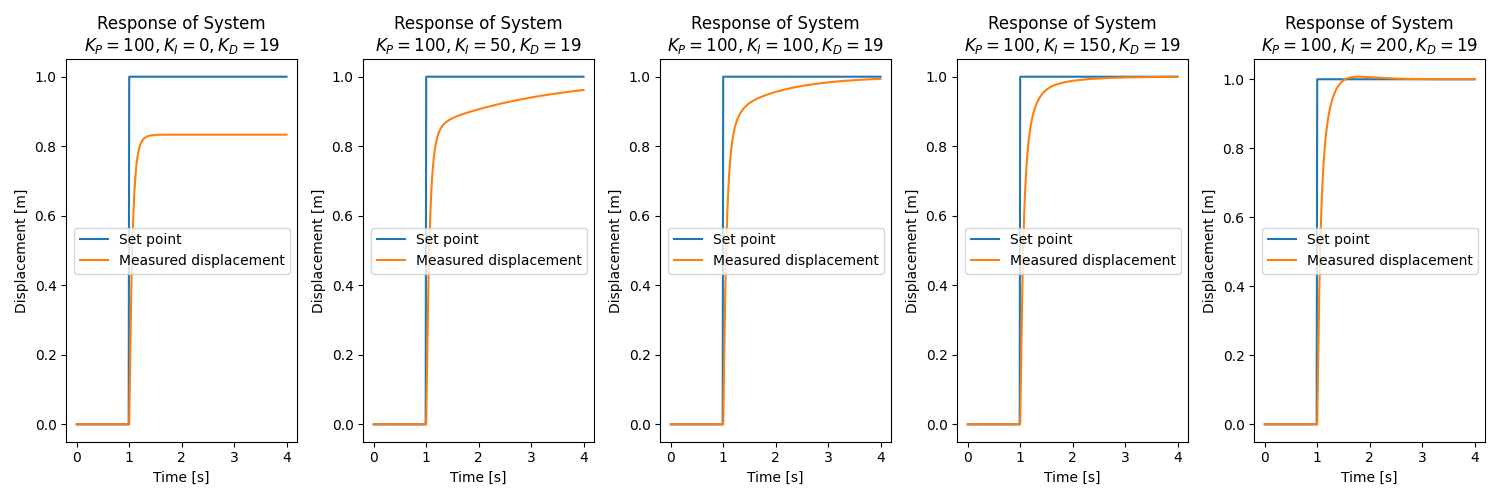 Response of System
K_P = 100, K_I = 0, K_D = 19
1.0
0.8
0.6
0.4
0.2
0.0
Displacement [m]
Set point
Measured displacement
0 1 2 3 4
Time [s]
Response of System
K_P = 100, K_I = 50, K_D = 19
1.0
0.8
0.6
0.4
0.2
0.0
Displacement [m]
Set point
Measured displacement
0 1 2 3 4
Time [s]
Response of System
K_P = 100, K_I = 100, K_D = 19
1.0
0.8
0.6
0.4
0.2
0.0
Displacement [m]
Set point
Measured displacement
0 1 2 3 4
Time [s]
Response of System
K_P = 100, K_I = 150, K_D = 19
1.0
0.8
0.6
0.4
0.2
0.0
Displacement [m]
Set point
Measured displacement
0 1 2 3 4
Time [s]
Response of System
K_P = 100, K_I = 200, K_D = 19
1.0
0.8
0.6
0.4
0.2
0.0
Displacement [m]
Set point
Measured displacement
0 1 2 3 4
Time [s]